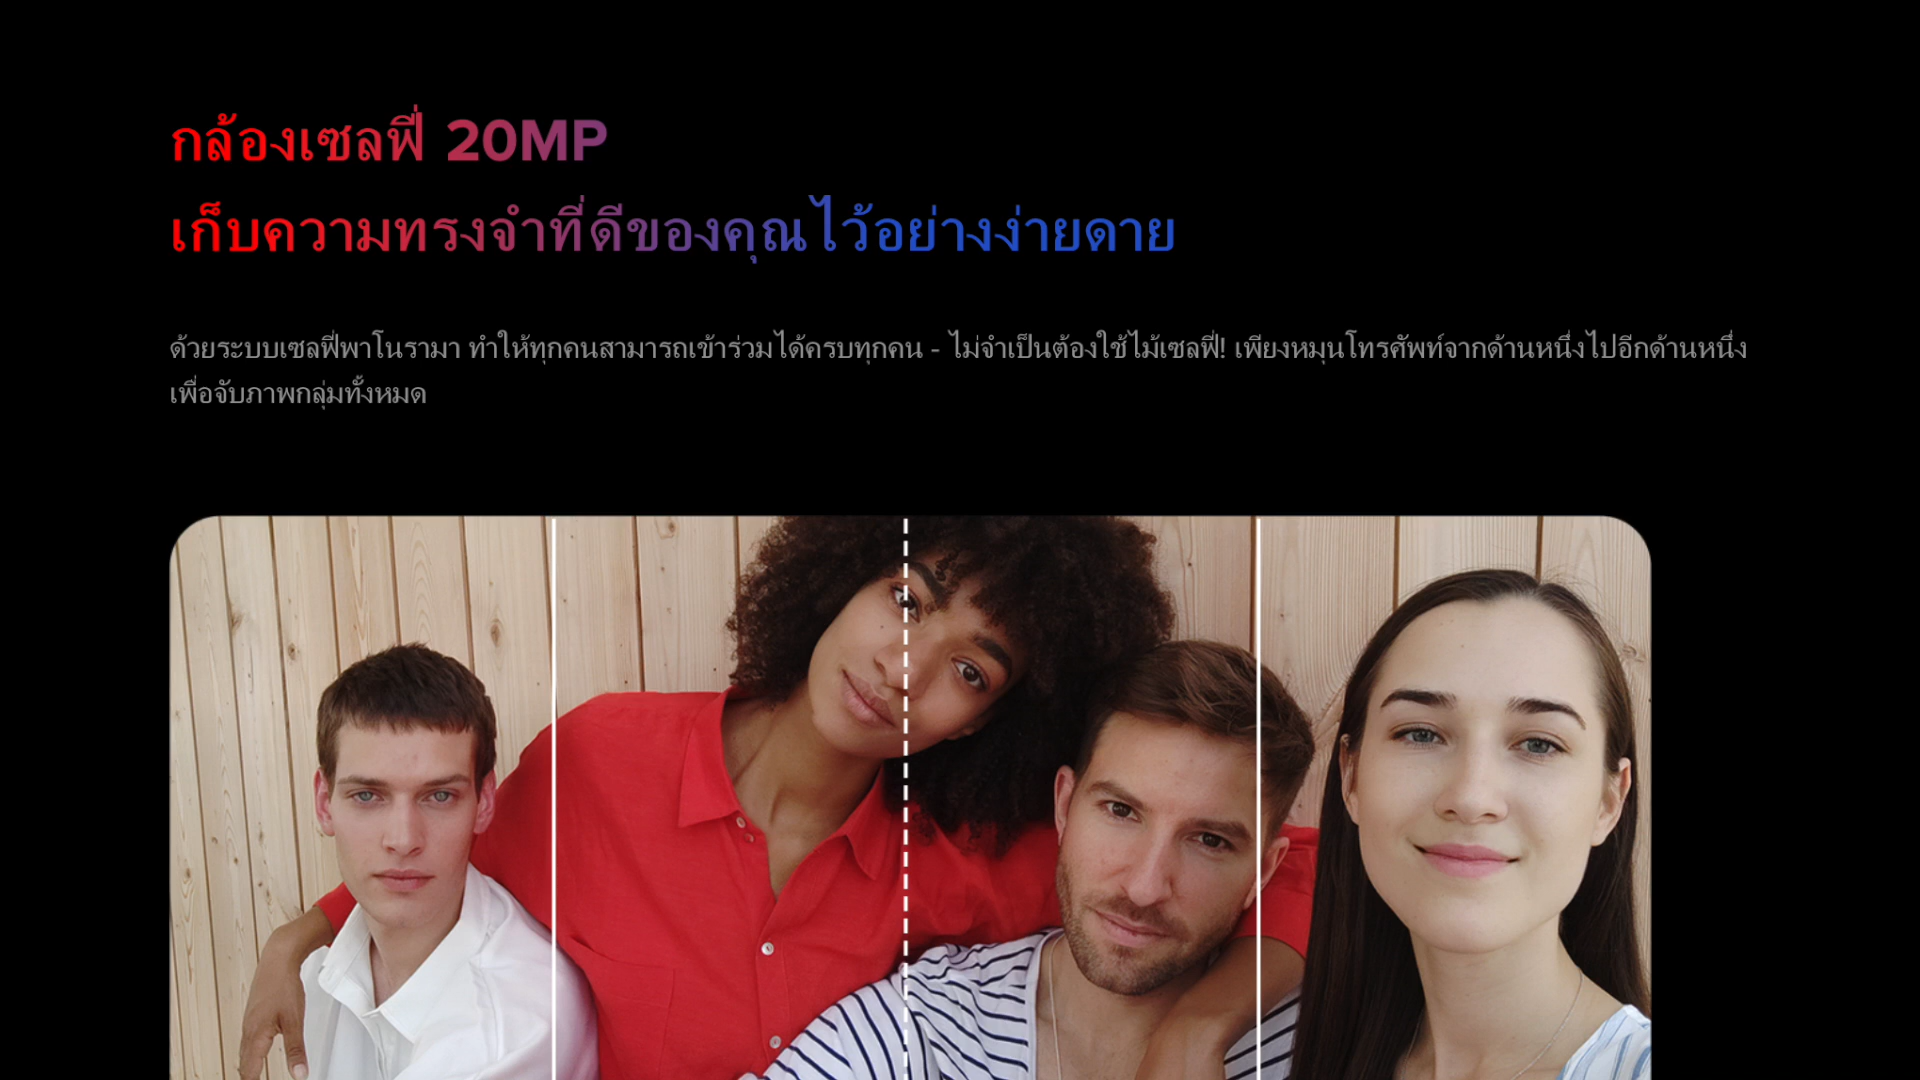 กล้องเซลฟี่ 20MP
เก็บความทรงจำที่ดีของคุณไว้อย่างง่ายดาย
ด้วยระบบเซลฟี่พาโนรามา ทำให้ทุกคนสามารถเข้าร่วมได้ครบทุกคน - ไม่จำเป็นต้องใช้ไม้เซลฟี่! เพียงหมุนโทรศัพท์จากด้านหนึ่งไปอีกด้านหนึ่ง
เพื่อจับภาพกลุ่มทั้งหมด